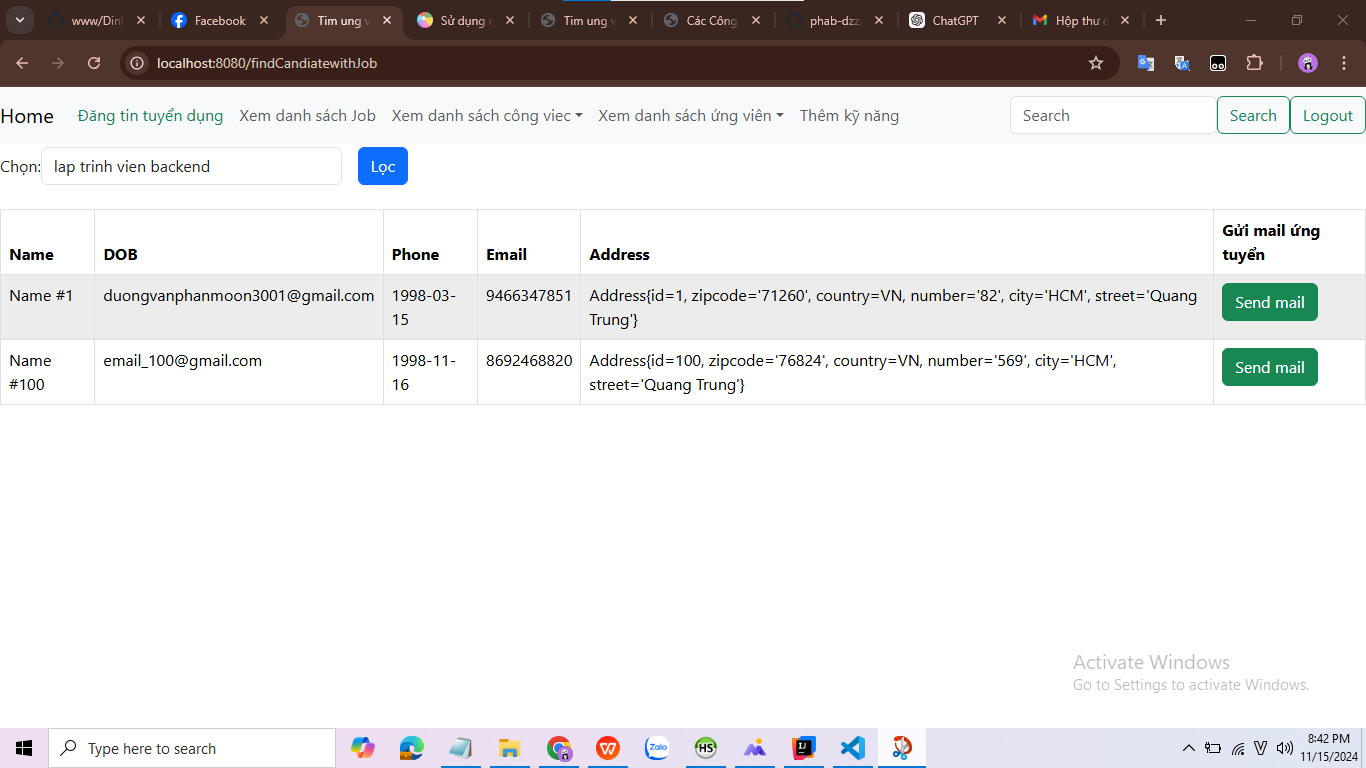 www/Dinh
Facebook
Tim ung v
Sử dụng r
Tim ung v
Các Công
phab-dzz
ChatGPT
Hộp thư đ
localhost:8080/findCandiatewithJob
Home Đăng tin tuyển dụng Xem danh sách Job Xem danh sách công viec Xem danh sách ứng viên Thêm kỹ năng Search Search Logout
Chọn: lap trinh vien backend Lọc
Name DOB Phone Email Address Gửi mail ứng
tuyển
Name #1 duongvanphanmoon3001@gmail.com 1998-03- 9466347851 Address{id=1, zipcode='71260', country=VN, number='82', city='HCM', street='Quang Send mail
15 Trung'}
Name email_100@gmail.com 1998-11- 8692468820 Address{id=100, zipcode='76824', country=VN, number='569', city='HCM', Send mail
#100 16 street='Quang Trung'}
Activate Windows
Go to Settings to activate Windows.
Type here to search
Zalo
HS
8:42 PM
11/15/2024